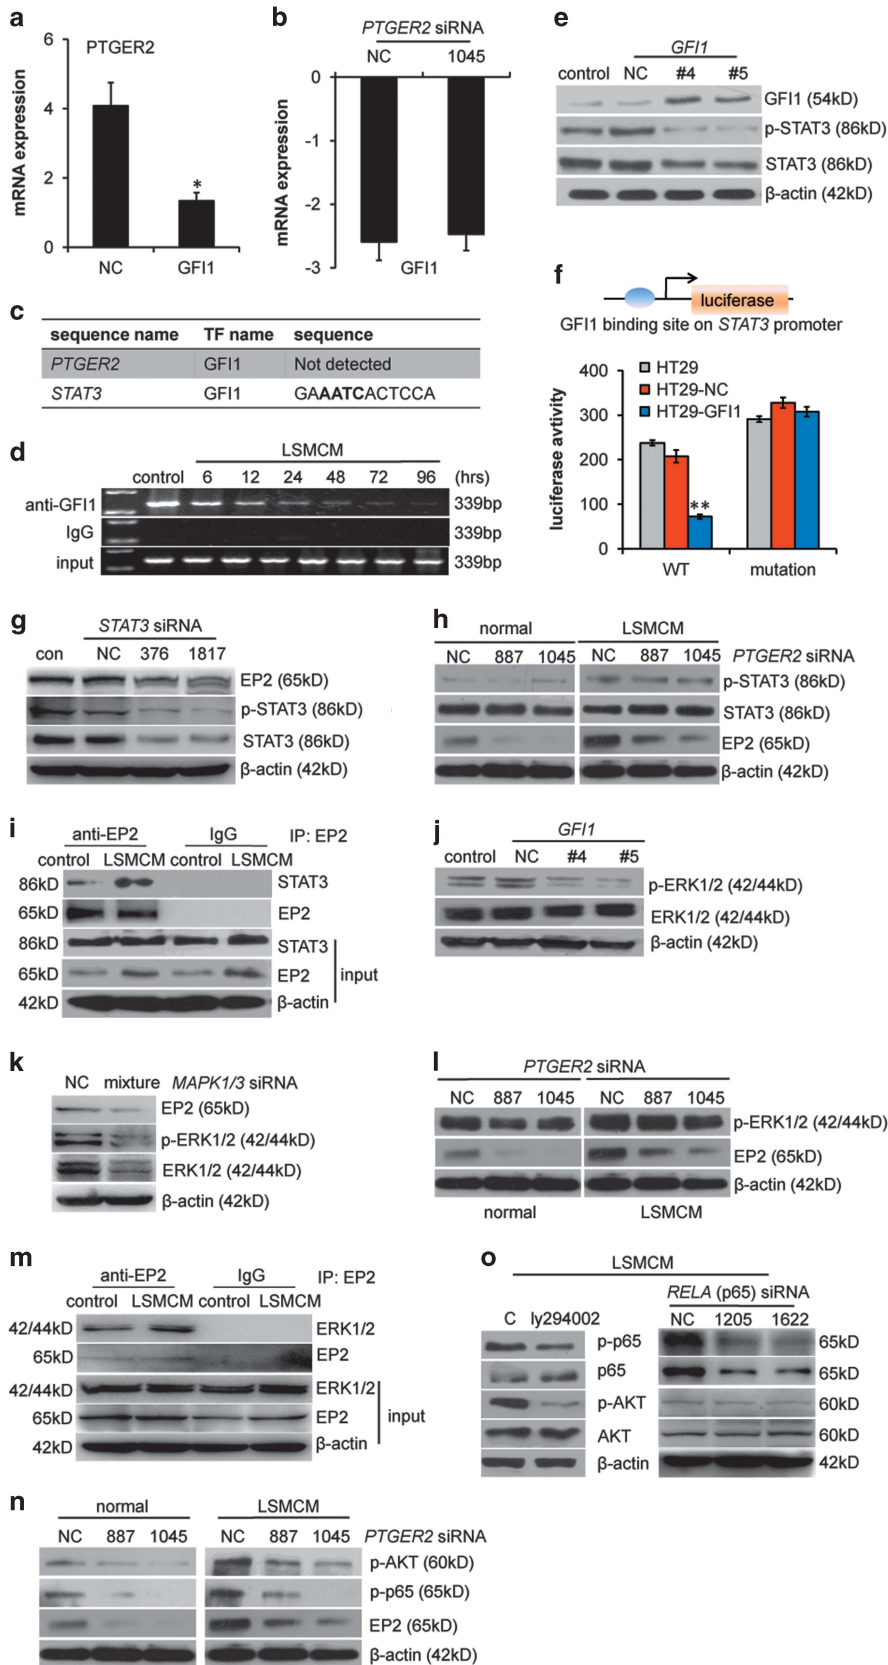 a
6
4
2
0
mRNA expression
PTGER2
*
NC GFI1
b
PTGER2 siRNA
NC 1045
0
-1
-2
-3
mRNA expression
GFI1
c
sequence name TF name sequence
PTGER2 GFI1 Not detected
STAT3 GFI1 GAAATCACTCCA
d
LSMCM
control 6 12 24 48 72 96 (hrs)
anti-GFI1 339bp
IgG 339bp
input 339bp
e
GFI1
control NC #4 #5
GFI1 (54kD)
p-STAT3 (86kD)
STAT3 (86kD)
β-actin (42kD)
f
luciferase
GFI1 binding site on STAT3 promoter
400
300
200
100
0
luciferase avtivity
HT29
HT29-NC
HT29-GFI1
**
WT mutation
g
STAT3 siRNA
con NC 376 1817
EP2 (65kD)
p-STAT3 (86kD)
STAT3 (86kD)
β-actin (42kD)
h
normal LSMCM
NC 887 1045 NC 887 1045 PTGER2 siRNA
p-STAT3 (86kD)
STAT3 (86kD)
EP2 (65kD)
β-actin (42kD)
i
anti-EP2 IgG IP: EP2
control LSMCM control LSMCM
86kD STAT3
65kD EP2
86kD STAT3
65kD EP2
42kD β-actin
input
j
GFI1
control NC #4 #5
p-ERK1/2 (42/44kD)
ERK1/2 (42/44kD)
β-actin (42kD)
k
NC mixture MAPK1/3 siRNA
EP2 (65kD)
p-ERK1/2 (42/44kD)
ERK1/2 (42/44kD)
β-actin (42kD)
l
PTGER2 siRNA
NC 887 1045 NC 887 1045
p-ERK1/2 (42/44kD)
EP2 (65kD)
β-actin (42kD)
normal LSMCM
m
anti-EP2 IgG IP: EP2
control LSMCM control LSMCM
42/44kD ERK1/2
65kD EP2
42/44kD ERK1/2
65kD EP2
42kD β-actin
input
o
LSMCM
RELA (p65) siRNA
C ly294002 NC 1205 1622
p-p65 65kD
p65 65kD
p-AKT 60kD
AKT 60kD
β-actin 42kD
n
normal LSMCM
NC 887 1045 NC 887 1045 PTGER2 siRNA
p-AKT (60kD)
p-p65 (65kD)
EP2 (65kD)
β-actin (42kD)